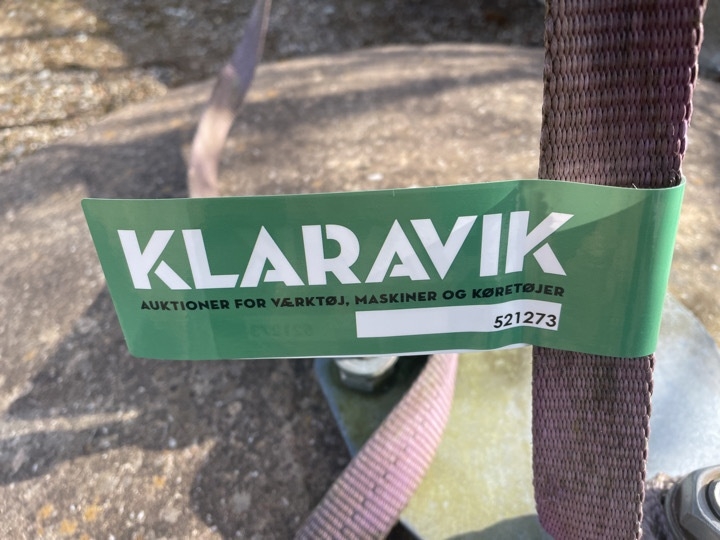 KLARAVIK
AUKTIONER FOR VÆRKTØJ, MASKINER OG KØRETØJER
521273